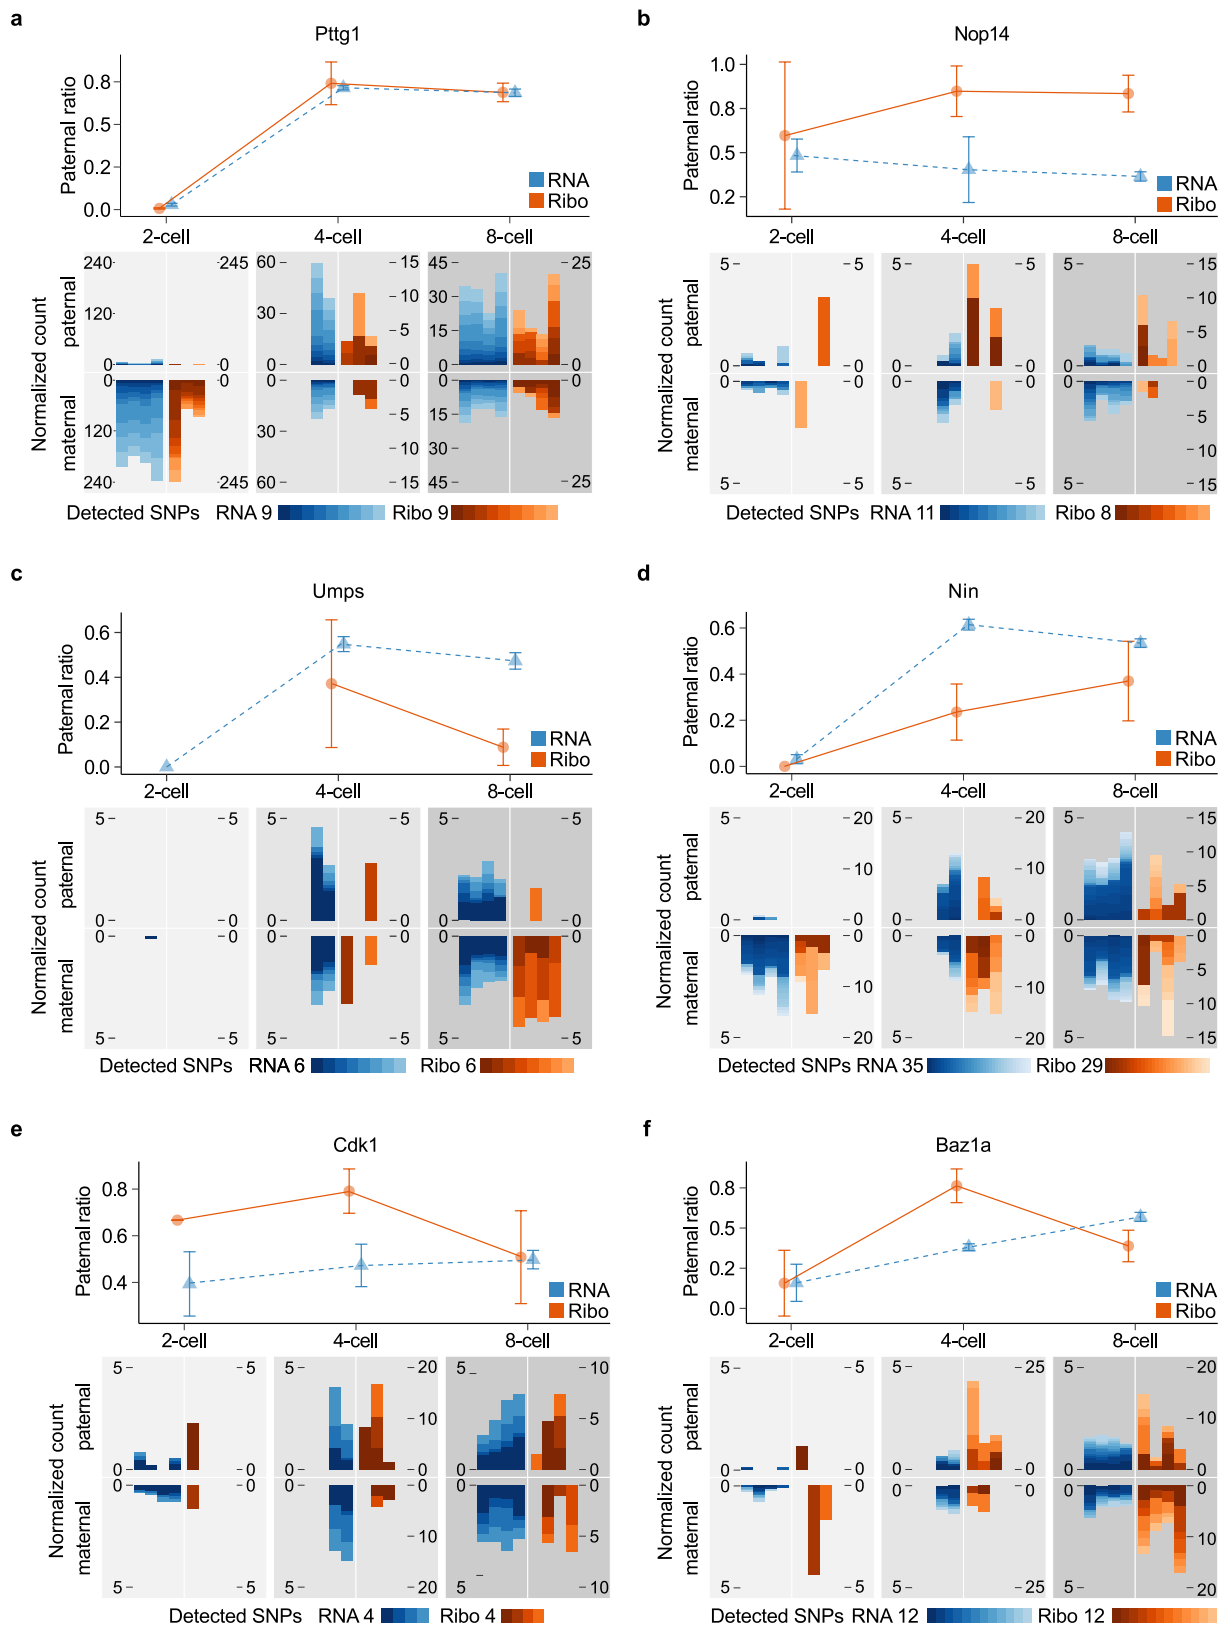 a
Pttg1
Paternal ratio
0.8
0.5
0.2
0.0
RNA
Ribo
2-cell
4-cell
8-cell
Normalized count
paternal
maternal
240 245 60 15 45 25
120 30 10 30
5 15
0 0 0 0 0 0
0 0 0 0 0 0
120 30 5 15
10 30
240 245 60 15 45 25
Detected SNPs RNA 9 Ribo 9
b
Nop14
Paternal ratio
1.0
0.8
0.5
0.2
RNA
Ribo
2-cell
4-cell
8-cell
Normalized count
paternal
maternal
5 5 5 5 5 15
10
5
0 0 0 0 0 0
0 0 0 0 0 0
5
10
5 5 5 5 5 15
Detected SNPs RNA 11 Ribo 8
c
Umps
Paternal ratio
0.6
0.4
0.2
0.0
RNA
Ribo
2-cell
4-cell
8-cell
Normalized count
paternal
maternal
5 5 5 5 5 5
0 0 0 0 0 0
0 0 0 0 0 0
5 5 5 5 5 5
Detected SNPs RNA 6 Ribo 6
d
Nin
Paternal ratio
0.6
0.4
0.2
0.0
RNA
Ribo
2-cell
4-cell
8-cell
Normalized count
paternal
maternal
5 20 5 20 5 15
10 10 10
5
0 0 0 0 0 0
0 0 0 0 0 0
10 10 5
10
5 20 5 20 5 15
Detected SNPs RNA 35 Ribo 29
e
Cdk1
Paternal ratio
0.8
0.6
0.4
RNA
Ribo
2-cell
4-cell
8-cell
Normalized count
paternal
maternal
5 5 5 20 5 10
10 5
0 0 0 0 0 0
0 0 0 0 0 0
10 5
5 5 5 20 5 10
Detected SNPs RNA 4 Ribo 4
f
Baz1a
Paternal ratio
0.8
0.5
0.2
0.0
RNA
Ribo
2-cell
4-cell
8-cell
Normalized count
paternal
maternal
5 5 5 25 5 20
10
0 0 0 0 0 0
0 0 0 0 0 0
10
5 5 5 25 5 20
Detected SNPs RNA 12 Ribo 12